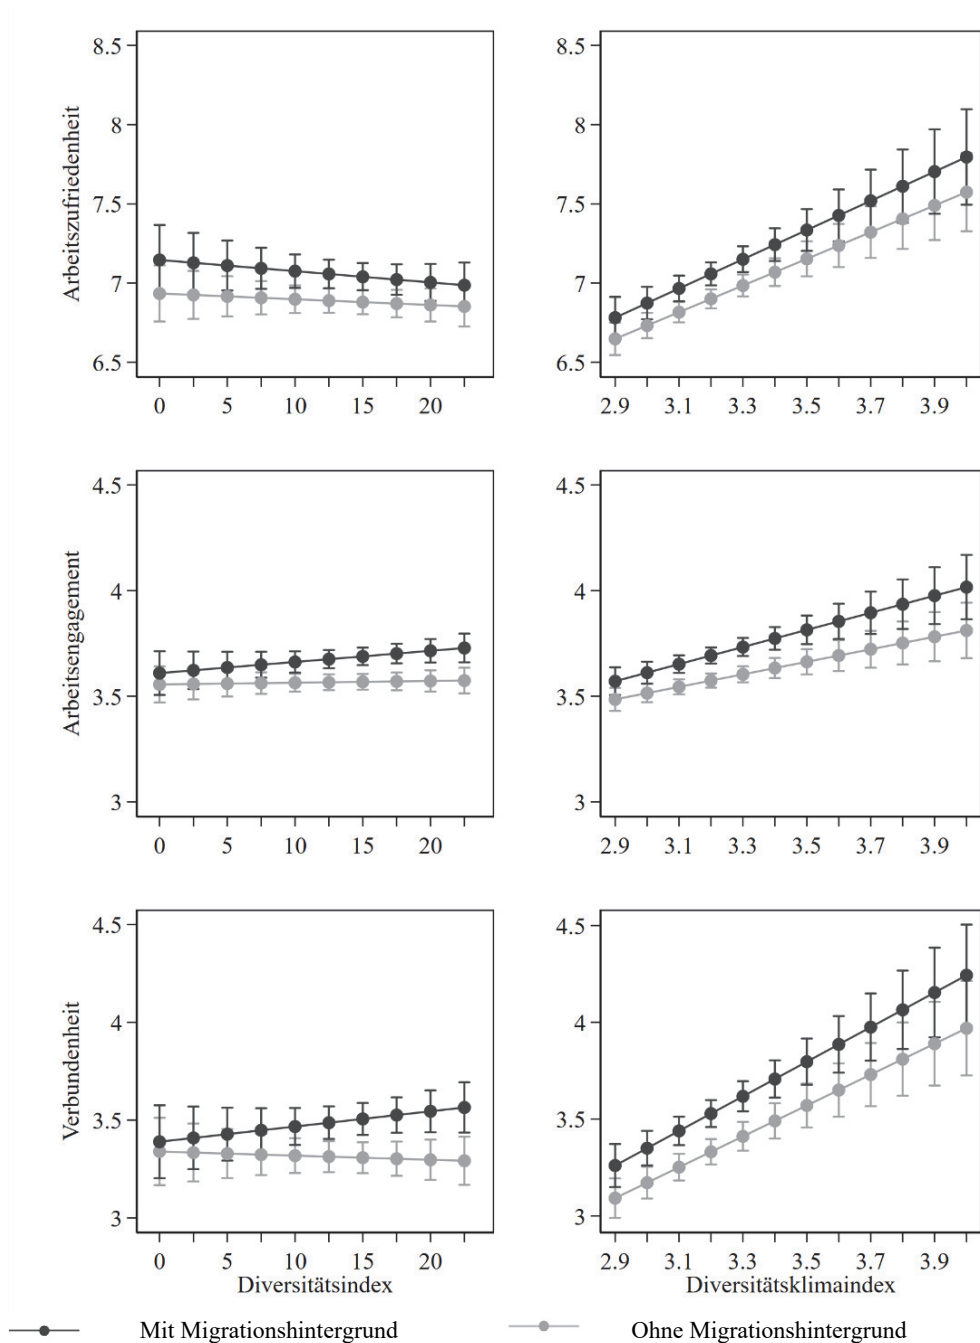 8.5
8
7.5
7
6.5
Arbeitszufriedenheit
0 5 10 15 20
8.5
8
7.5
7
6.5
2.9 3.1 3.3 3.5 3.7 3.9
4.5
4
3.5
3
Arbeitsengagement
0 5 10 15 20
4.5
4
3.5
3
2.9 3.1 3.3 3.5 3.7 3.9
4.5
4
3.5
3
Verbundenheit
0 5 10 15 20
Diversitätsindex
4.5
4
3.5
3
2.9 3.1 3.3 3.5 3.7 3.9
Diversitätsklimaindex
Mit Migrationshintergrund
Ohne Migrationshintergrund